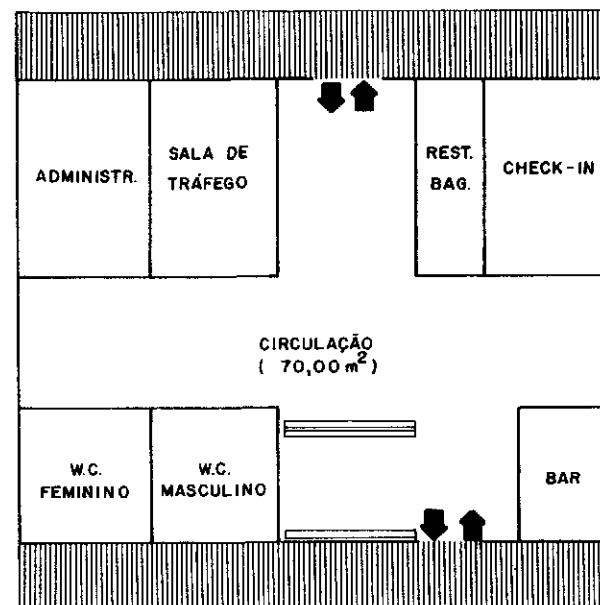 ADMINISTR.
SALA DE
TRÁFEGO
REST.
BAG.
CHECK-IN
CIRCULAÇÃO
( 70,00 m²)
W.C.
FEMININO
W.C.
MASCULINO
BAR